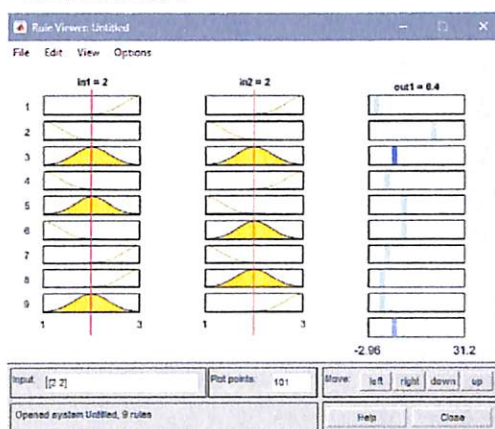 Rule Viewer: Untitled
File Edit View Options
in1 = 2 in2 = 2 out1 = 8.4
1
2
3
4
5
6
7
8
9
1 3 1 3
-2.96 31.2
Input: [2 2] Plot points: 101 Move: left right down up
Opened system Untitled, 9 rules Help Close